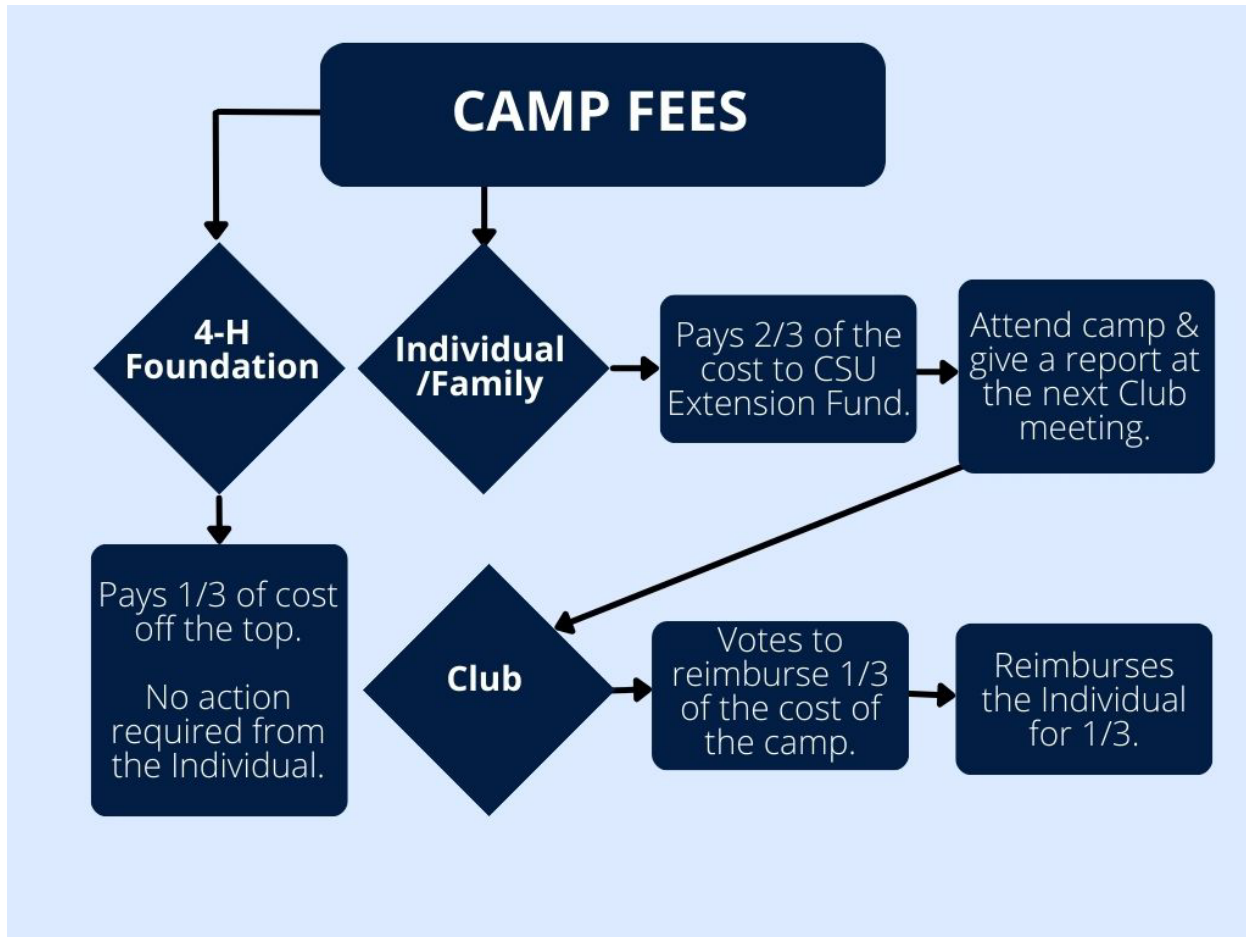 CAMP FEES
4-H
Foundation
Individual
/Family
Pays 2/3 of the
cost to CSU
Extension Fund.
Attend camp &
give a report at
the next Club
meeting.
Pays 1/3 of cost
off the top.
No action
required from
the Individual.
Club
Votes to
reimburse 1/3
of the cost of
the camp.
Reimburses
the Individual
for 1/3.